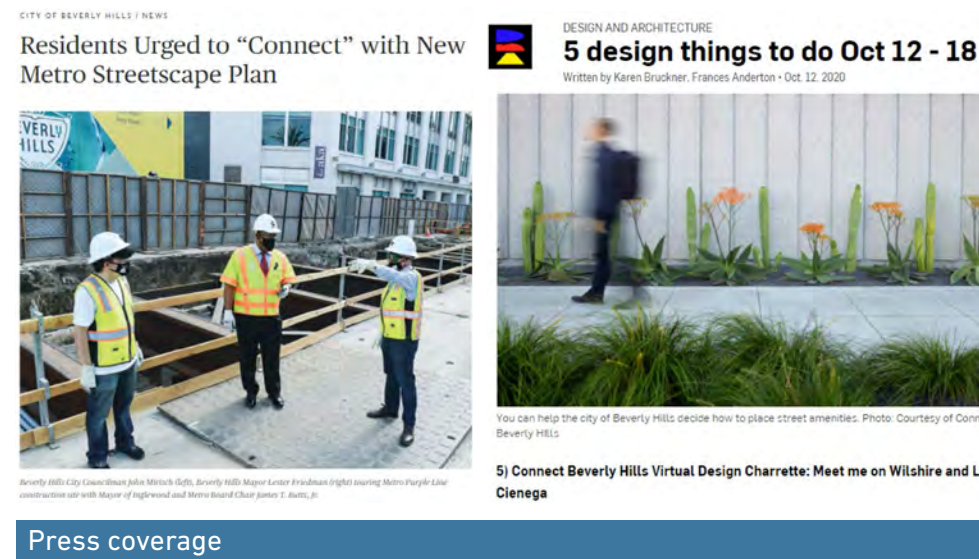 CITY OF BEVERLY HILLS / NEWS
Residents Urged to “Connect” with New
Metro Streetscape Plan
VERLY
HILLS
Beverly Hills City Councilman John Mirisch (left), Beverly Hills Mayor Lester Friedman (right) touring Metro Purple Line
construction site with Mayor of Inglewood and Metro Board Chair James T. Butts, Jr.
DESIGN AND ARCHITECTURE
5 design things to do Oct 12 - 18
Written by Karen Bruckner, Frances Anderton • Oct. 12, 2020
You can help the city of Beverly Hills decide how to place street amenities. Photo: Courtesy of Conn
Beverly Hills
5) Connect Beverly Hills Virtual Design Charrette: Meet me on Wilshire and L
Cienega
Press coverage